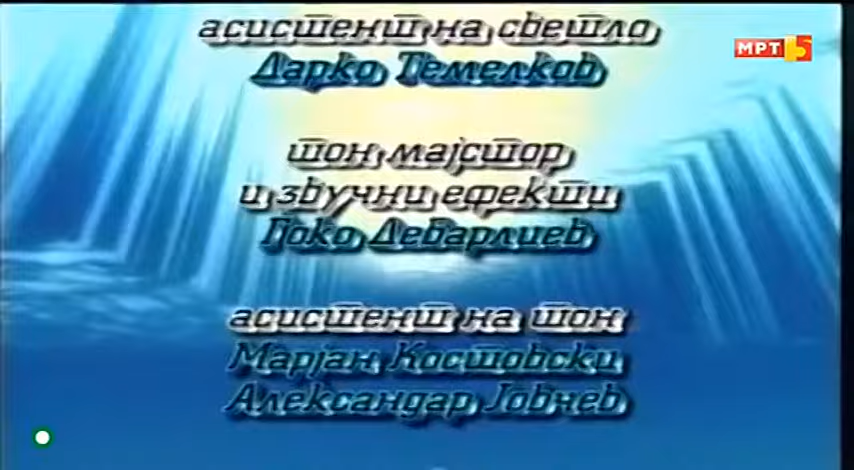 асистент на светло
МРТ 5
Дарко Темелков
тон мајстор
и звучни ефекти
Гоко Дебарлиев
асистент на тон
Марјан Костовски
Александар Јовчев